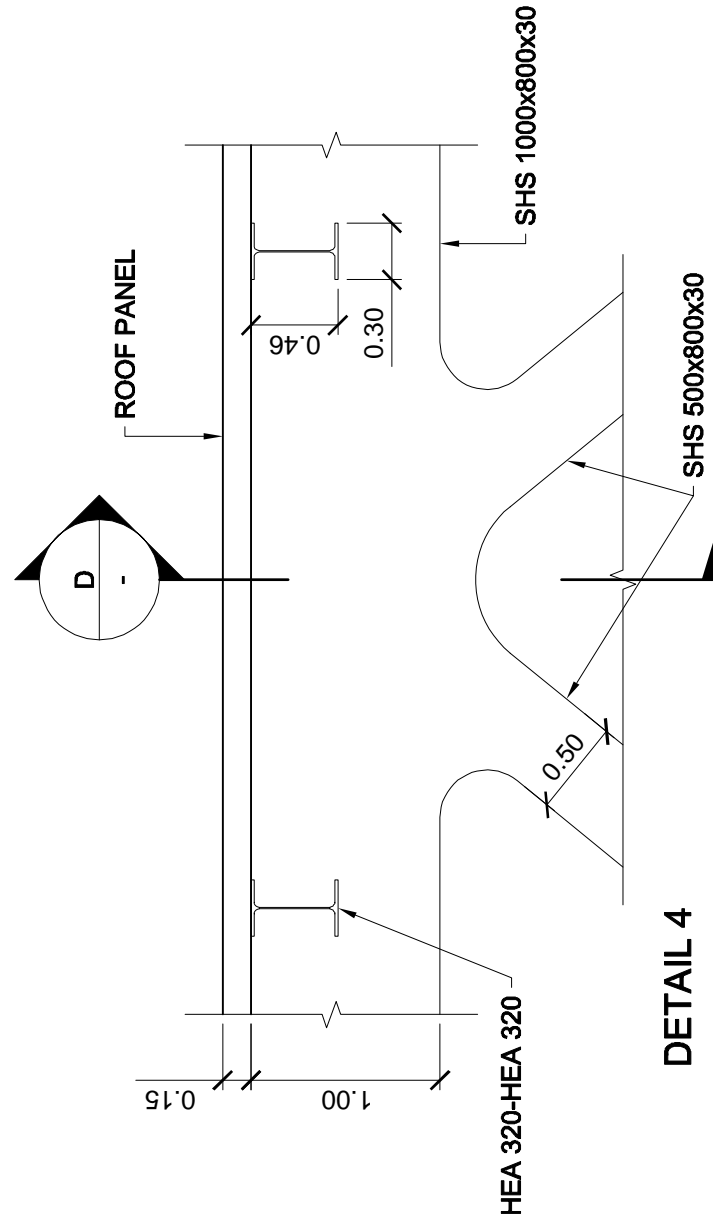 ROOF PANEL
D
-
0.46
0.30
SHS 1000x800x30
SHS 500x800x30
0.50
0.15
1.00
HEA 320-HEA 320
DETAIL 4